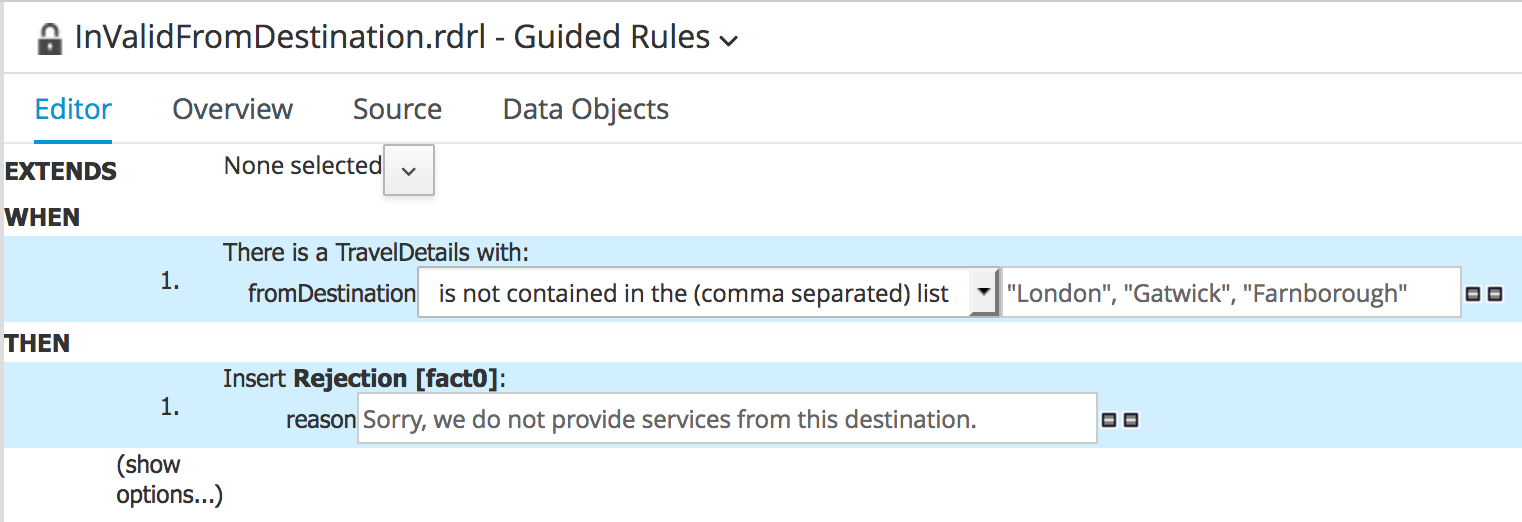 InValidFromDestination.rdrl - Guided Rules
Editor Overview Source Data Objects
EXTENDS None selected
WHEN
There is a TravelDetails with:
1. fromDestination is not contained in the (comma separated) list "London", "Gatwick", "Farnborough"
THEN
Insert Rejection [fact0]:
1. reason Sorry, we do not provide services from this destination.
(show
options...)